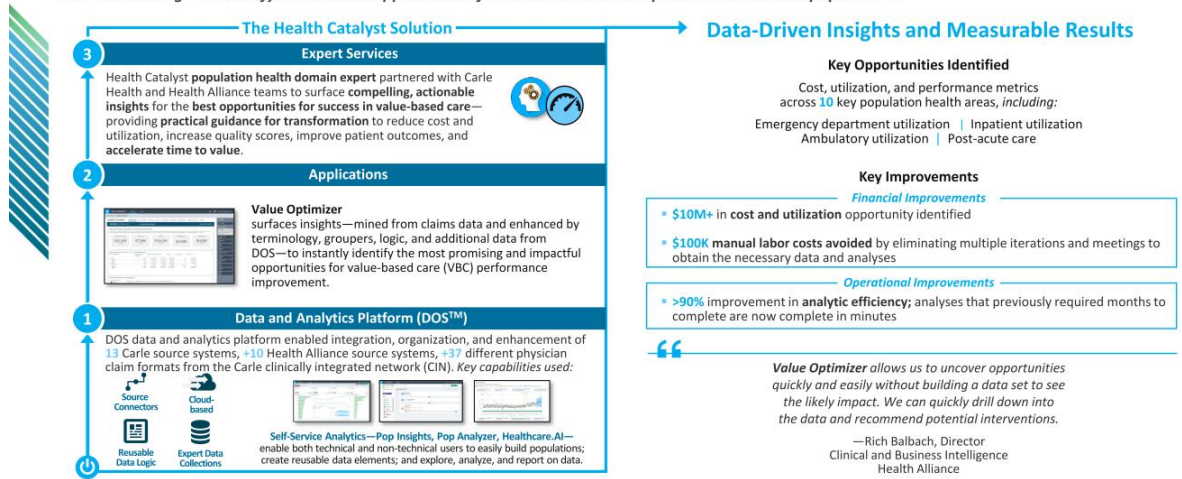 The Health Catalyst Solution
3
Expert Services
Health Catalyst population health domain expert partnered with Carle
Health and Health Alliance teams to surface compelling, actionable
insights for the best opportunities for success in value-based care—
providing practical guidance for transformation to reduce cost and
utilization, increase quality scores, improve patient outcomes, and
accelerate time to value.
2
Applications
Value Optimizer
surfaces insights—mined from claims data and enhanced by
terminology, groupers, logic, and additional data from
DOS—to instantly identify the most promising and impactful
opportunities for value-based care (VBC) performance
improvement.
1
Data and Analytics Platform (DOS™)
DOS data and analytics platform enabled integration, organization, and enhancement of
13 Carle source systems, +10 Health Alliance source systems, +37 different physician
claim formats from the Carle clinically integrated network (CIN). Key capabilities used:
Source
Connectors
Cloud-
based
Reusable
Data Logic
Expert Data
Collections
Self-Service Analytics—Pop Insights, Pop Analyzer, Healthcare.AI—
enable both technical and non-technical users to easily build populations;
create reusable data elements; and explore, analyze, and report on data.
Data-Driven Insights and Measurable Results
Key Opportunities Identified
Cost, utilization, and performance metrics
across 10 key population health areas, including:
Emergency department utilization | Inpatient utilization
Ambulatory utilization | Post-acute care
Key Improvements
Financial Improvements
▪ $10M+ in cost and utilization opportunity identified
▪ $100K manual labor costs avoided by eliminating multiple iterations and meetings to
obtain the necessary data and analyses
Operational Improvements
▪ >90% improvement in analytic efficiency; analyses that previously required months to
complete are now complete in minutes
“
Value Optimizer allows us to uncover opportunities
quickly and easily without building a data set to see
the likely impact. We can quickly drill down into
the data and recommend potential interventions.
—Rich Balbach, Director
Clinical and Business Intelligence
Health Alliance